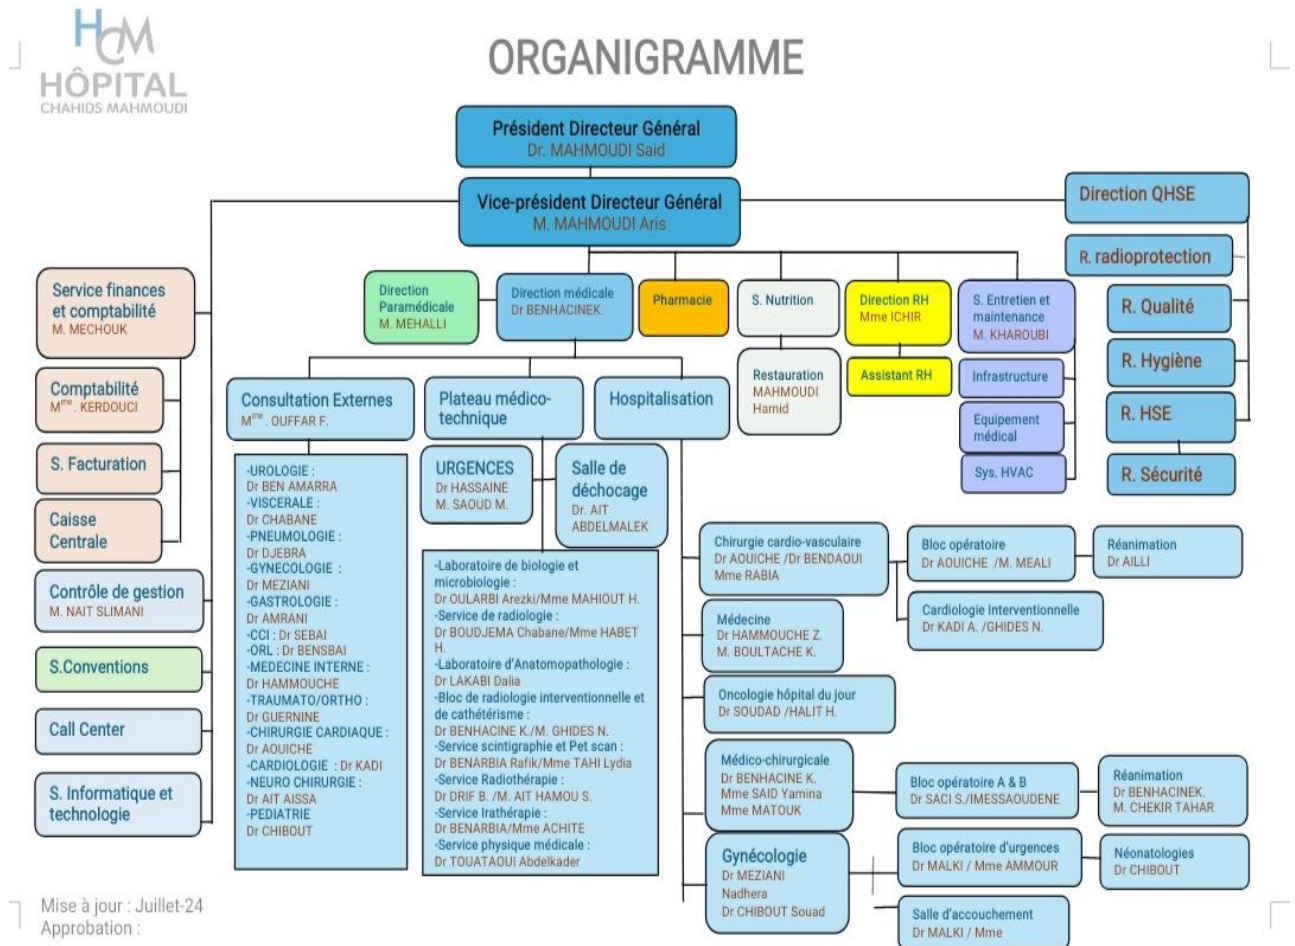 HCM
HÔPITAL
CHAHIDS MAHMOUDI
ORGANIGRAMME
Président Directeur Général
Dr. MAHMOUDI Said
Vice-président Directeur Général
M. MAHMOUDI Aris
Direction QHSE
R. radioprotection
R. Qualité
R. Hygiène
R. HSE
R. Sécurité
Service finances
et comptabilité
M. MECHOUK
Comptabilité
Mme. KERDOUCI
S. Facturation
Caisse
Centrale
Contrôle de gestion
M. NAIT SLIMANI
S.Conventions
Call Center
S. Informatique et
technologie
Direction
Paramédicale
M. MEHALLI
Direction médicale
Dr BENHACINEK.
Pharmacie
S. Nutrition
Restauration
MAHMOUDI
Hamid
Direction RH
Mme ICHIR
Assistant RH
S. Entretien et
maintenance
M. KHAROUBI
Infrastructure
Equipement
médical
Sys. HVAC
Consultation Externes
Mme. OUFFAR F.
-UROLOGIE :
Dr BEN AMARRA
-VISCERALE :
Dr CHABANE
-PNEUMOLOGIE :
Dr DJEBRA
-GYNECOLOGIE :
Dr MEZIANI
-GASTROLOGIE :
Dr AMRANI
-CCI : Dr SEBAI
-ORL : Dr BENSBAI
-MEDECINE INTERNE :
Dr HAMMOUCHE
-TRAUMATO/ORTHO :
Dr GUERNINE
-CHIRURGIE CARDIAQUE :
Dr AOUICHE
-CARDIOLOGIE : Dr KADI
-NEURO CHIRURGIE :
Dr AIT AISSA
-PEDIATRIE
Dr CHIBOUT
Plateau médico-
technique
URGENCES
Dr HASSAINE
M. SAOUD M.
Salle de
déchocage
Dr. AIT
ABDELMALEK
-Laboratoire de biologie et
microbiologie :
Dr OULARBI Arezki/Mme MAHIOUT H.
-Service de radiologie :
Dr BOUDJEMA Chabane/Mme HABET
H.
-Laboratoire d'Anatomopathologie :
Dr LAKABI Dalia
-Bloc de radiologie interventionnelle et
de cathétérisme :
Dr BENHACINE K./M. GHIDES N.
-Service scintigraphie et Pet scan :
Dr BENARBIA Rafik/Mme TAHI Lydia
-Service Radiothérapie :
Dr DRIF B. /M. AIT HAMOU S.
-Service Irathérapie :
Dr BENARBIA/Mme ACHITE
-Service physique médicale :
Dr TOUATAOUI Abdelkader
Hospitalisation
Chirurgie cardio-vasculaire
Dr AOUICHE /Dr BENDAOUI
Mme RABIA
Bloc opératoire
Dr AOUICHE /M. MEALI
Réanimation
Dr AILLI
Cardiologie Interventionnelle
Dr KADI A. /GHIDES N.
Médecine
Dr HAMMOUCHE Z.
M. BOULTACHE K.
Oncologie hôpital du jour
Dr SOUDAD /HALIT H.
Médico-chirurgicale
Dr BENHACINE K.
Mme SAID Yamina
Mme MATOUK
Bloc opératoire A & B
Dr SACI S./IMESSAOUDENE
Réanimation
Dr BENHACINEK.
M. CHEKIR TAHAR
Gynécologie
Dr MEZIANI
Nadhera
Dr CHIBOUT Souad
Bloc opératoire d'urgences
Dr MALKI / Mme AMMOUR
Néonatologies
Dr CHIBOUT
Salle d'accouchement
Dr MALKI / Mme
Mise à jour : Juillet-24
Approbation :